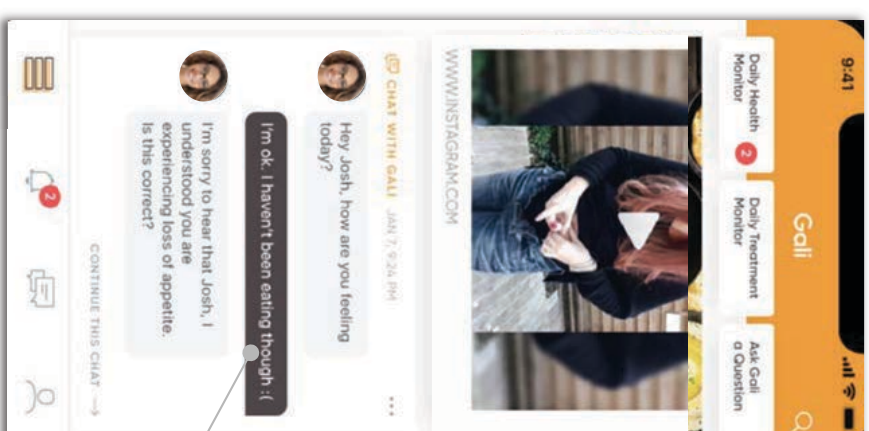 9:41
Gali
Daily Health
Monitor
2
Daily Treatment
Monitor
Ask Gali
a Question
WWW.INSTAGRAM.COM
CHAT WITH GALI JAN 7, 9:24 PM
Hey Josh, how are you feeling
today?
I'm ok. I haven't been eating though :(
I'm sorry to hear that Josh, I
understood you are
experiencing loss of appetite.
Is this correct?
CONTINUE THIS CHAT →
2